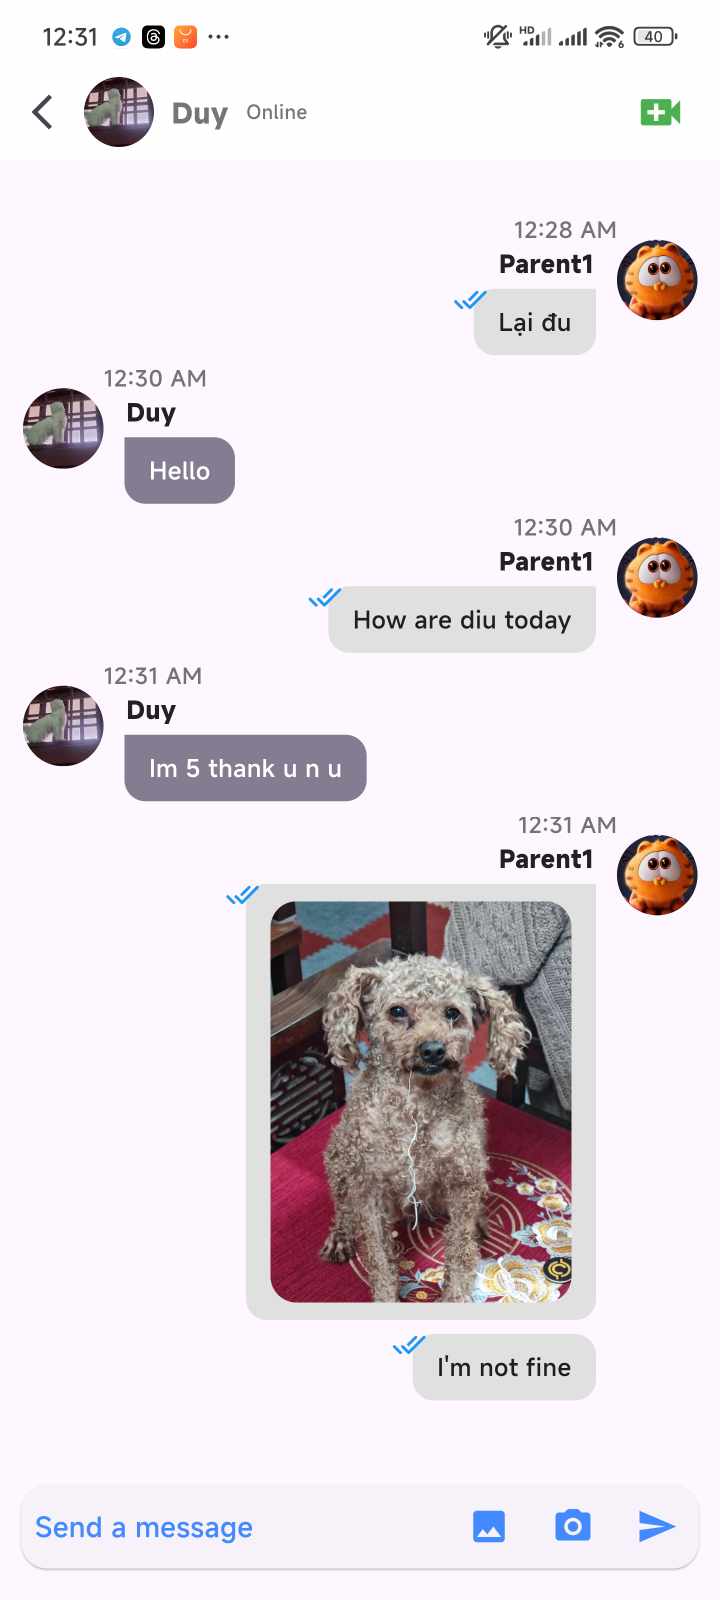 12:31
HD
6
40
Duy Online
12:28 AM
Parent1
Lại đu
12:30 AM
Duy
Hello
12:30 AM
Parent1
How are diu today
12:31 AM
Duy
Im 5 thank u n u
12:31 AM
Parent1
I'm not fine
Send a message